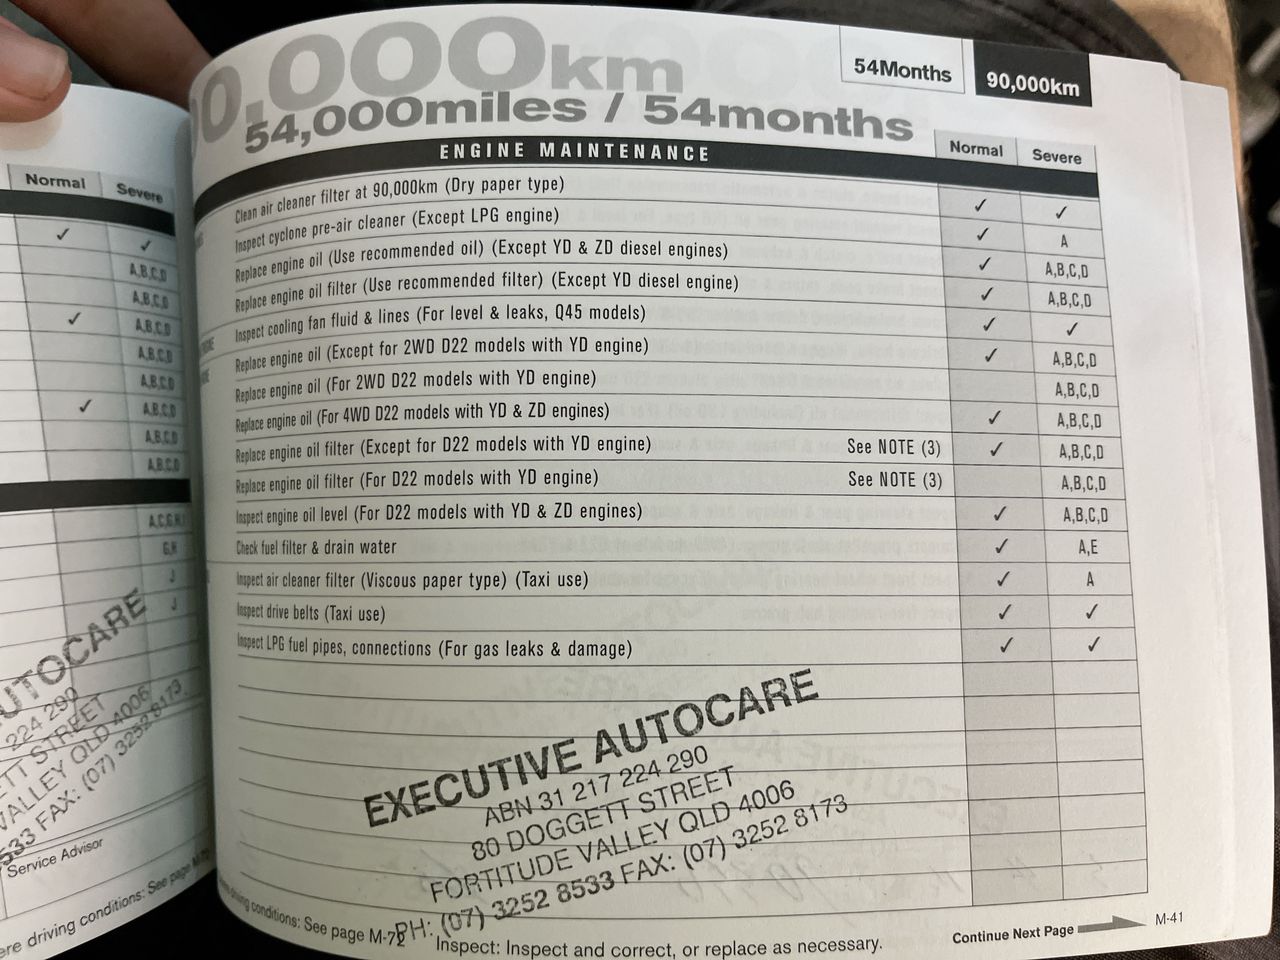 Normal Severe
✓ ✓
A,B,C,D
A,B,C,D
✓ A,B,C,D
A,B,C,D
A,B,C,D
✓ A,B,C,D
A,B,C,D
A,B,C,D
G,H
J
J
UTOCARE
224 290
ETT STREET
VALLEY QLD 4006
533 FAX: (07) 3252 8173
Service Advisor
driving conditions: See page
54Months 90,000km
0,000km
54,000miles / 54months
ENGINE MAINTENANCE Normal Severe
Clean air cleaner filter at 90,000km (Dry paper type) ✓ ✓
Inspect cyclone pre-air cleaner (Except LPG engine) ✓ A
Replace engine oil (Use recommended oil) (Except YD & ZD diesel engines) ✓ A,B,C,D
Replace engine oil filter (Use recommended filter) (Except YD diesel engine) ✓ A,B,C,D
Inspect cooling fan fluid & lines (For level & leaks, Q45 models) ✓ ✓
Replace engine oil (Except for 2WD D22 models with YD engine) ✓ A,B,C,D
Replace engine oil (For 2WD D22 models with YD engine) A,B,C,D
Replace engine oil (For 4WD D22 models with YD & ZD engines) ✓ A,B,C,D
Replace engine oil filter (Except for D22 models with YD engine) See NOTE (3) ✓ A,B,C,D
Replace engine oil filter (For D22 models with YD engine) See NOTE (3) A,B,C,D
Inspect engine oil level (For D22 models with YD & ZD engines) ✓ A,B,C,D
Check fuel filter & drain water ✓ A,E
Inspect air cleaner filter (Viscous paper type) (Taxi use) ✓ A
Inspect drive belts (Taxi use) ✓ ✓
Inspect LPG fuel pipes, connections (For gas leaks & damage) ✓ ✓
EXECUTIVE AUTOCARE
ABN 31 217 224 290
80 DOGGETT STREET
FORTITUDE VALLEY QLD 4006
PH: (07) 3252 8533 FAX: (07) 3252 8173
conditions: See page M-72
Inspect: Inspect and correct, or replace as necessary.
Continue Next Page M-41